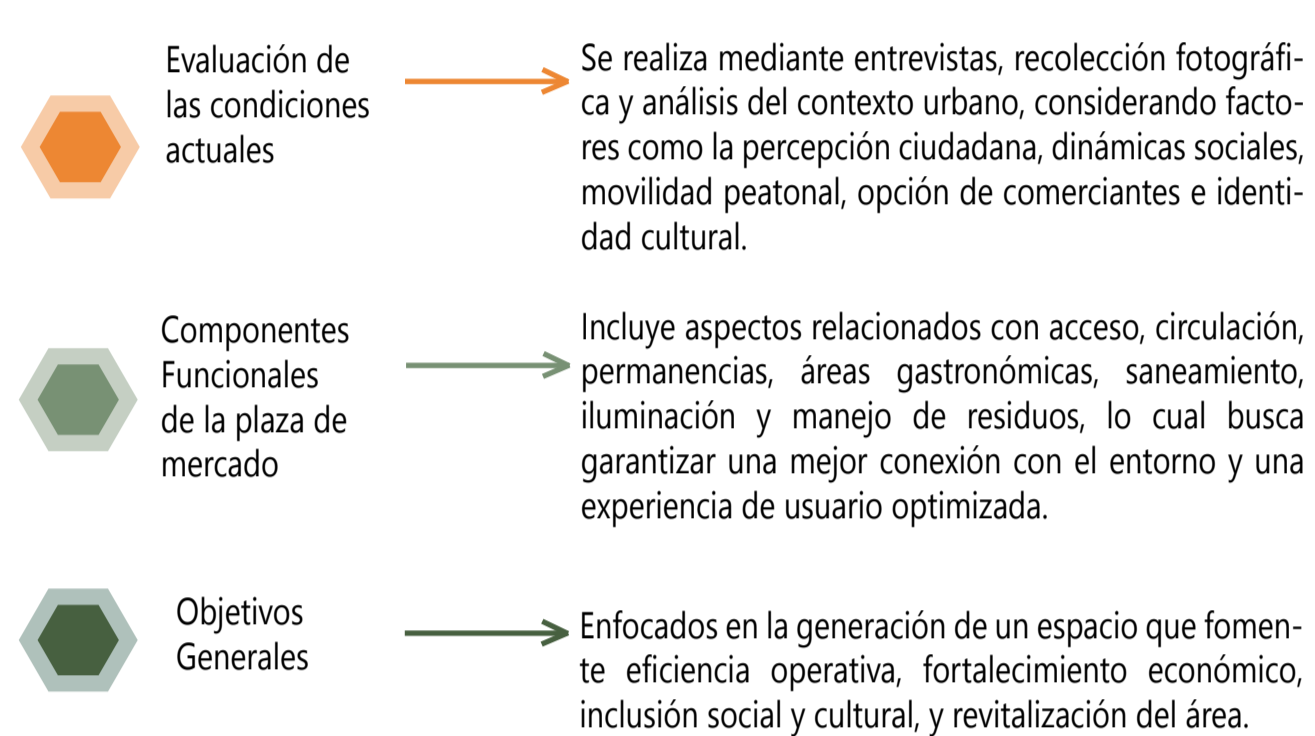 Evaluación de
las condiciones
actuales
Se realiza mediante entrevistas, recolección fotográfi-
ca y análisis del contexto urbano, considerando facto-
res como la percepción ciudadana, dinámicas sociales,
movilidad peatonal, opción de comerciantes e identi-
dad cultural.
Componentes
Funcionales
de la plaza de
mercado
Incluye aspectos relacionados con acceso, circulación,
permanencias, áreas gastronómicas, saneamiento,
iluminación y manejo de residuos, lo cual busca
garantizar una mejor conexión con el entorno y una
experiencia de usuario optimizada.
Objetivos
Generales
Enfocados en la generación de un espacio que fomen-
te eficiencia operativa, fortalecimiento económico,
inclusión social y cultural, y revitalización del área.